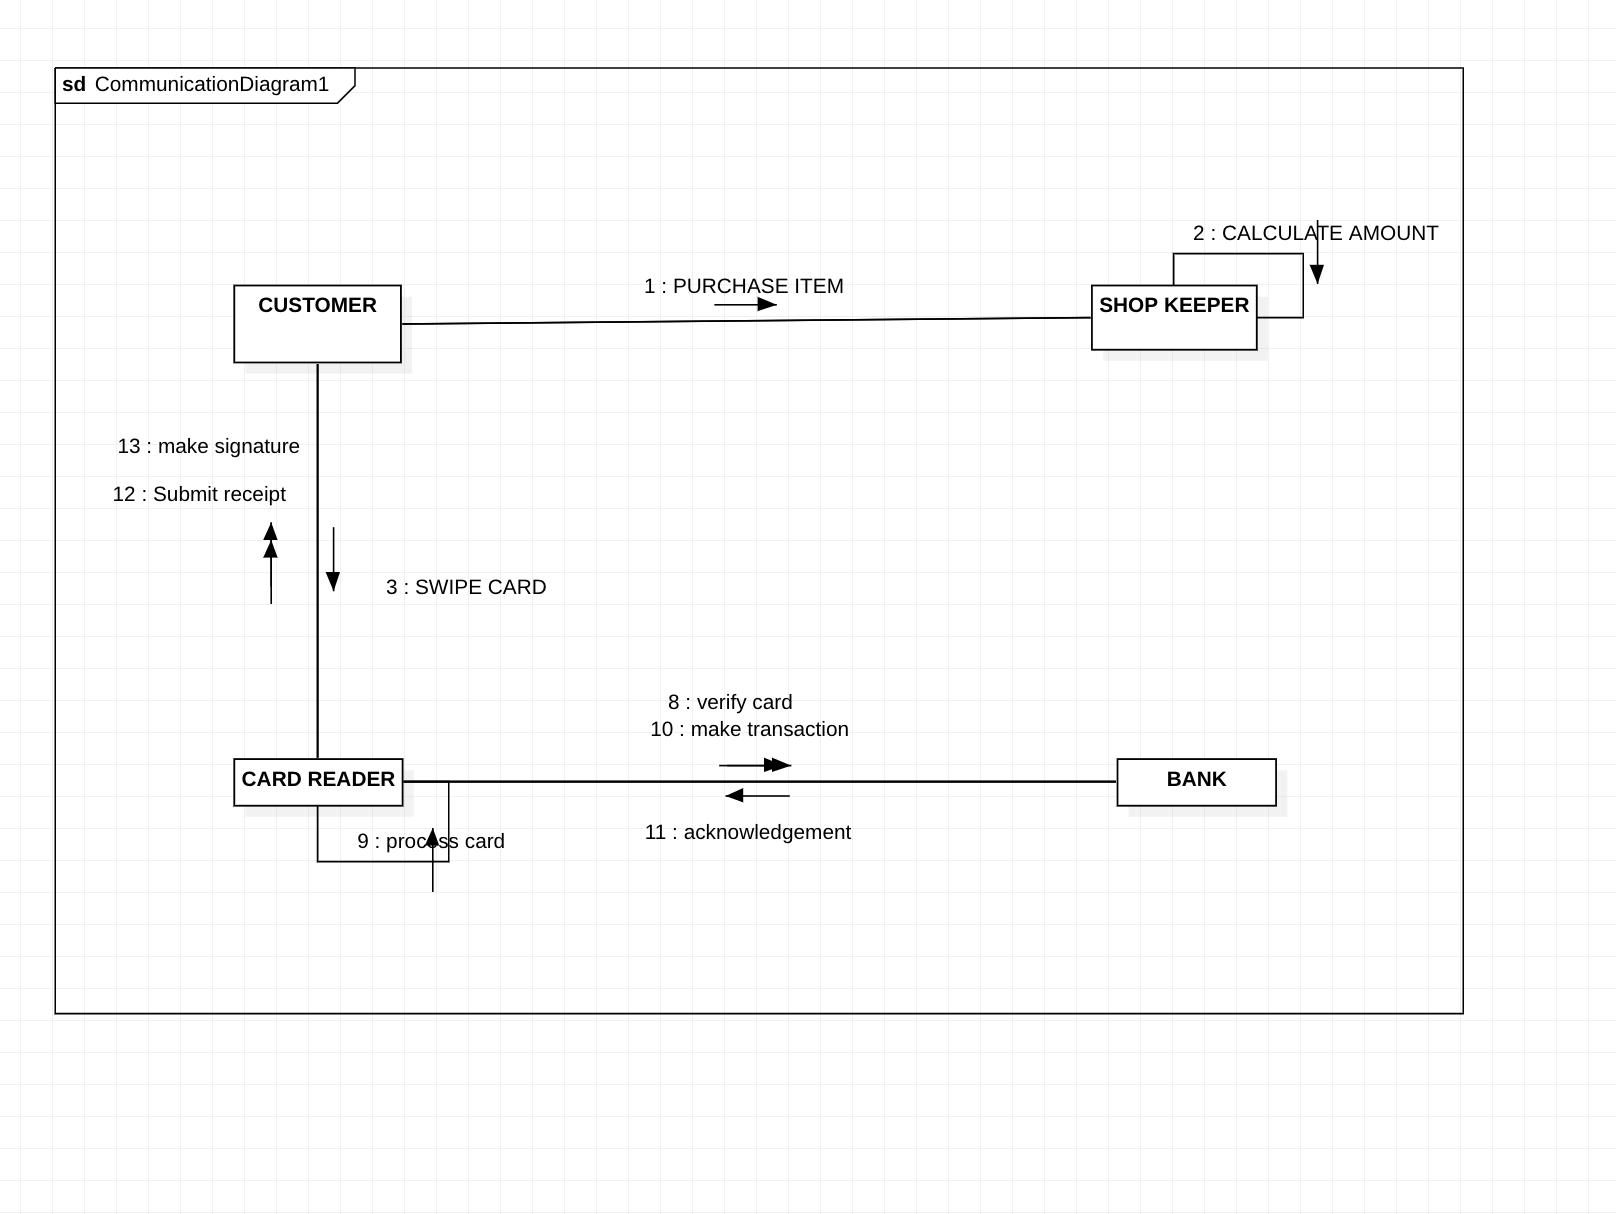 sd CommunicationDiagram1
2 : CALCULATE AMOUNT
1 : PURCHASE ITEM
CUSTOMER
SHOP KEEPER
13 : make signature
12 : Submit receipt
3 : SWIPE CARD
8 : verify card
10 : make transaction
CARD READER
BANK
11 : acknowledgement
9 : process card